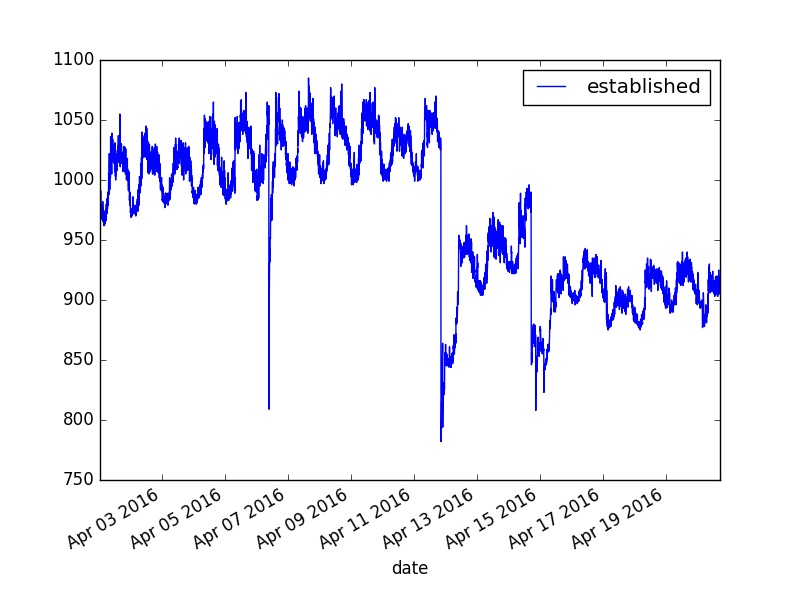 established
1100
1050
1000
950
900
850
800
750
Apr 03 2016
Apr 05 2016
Apr 07 2016
Apr 09 2016
Apr 11 2016
Apr 13 2016
Apr 15 2016
Apr 17 2016
Apr 19 2016
date